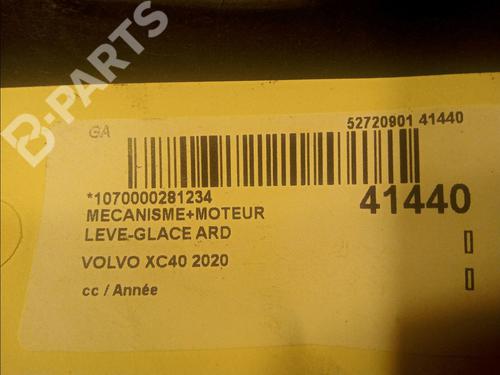 B-PARTS
GA
52720901 41440
*1070000281234
41440
MECANISME+MOTEUR
LEVE-GLACE ARD
VOLVO XC40 2020
cc / Année